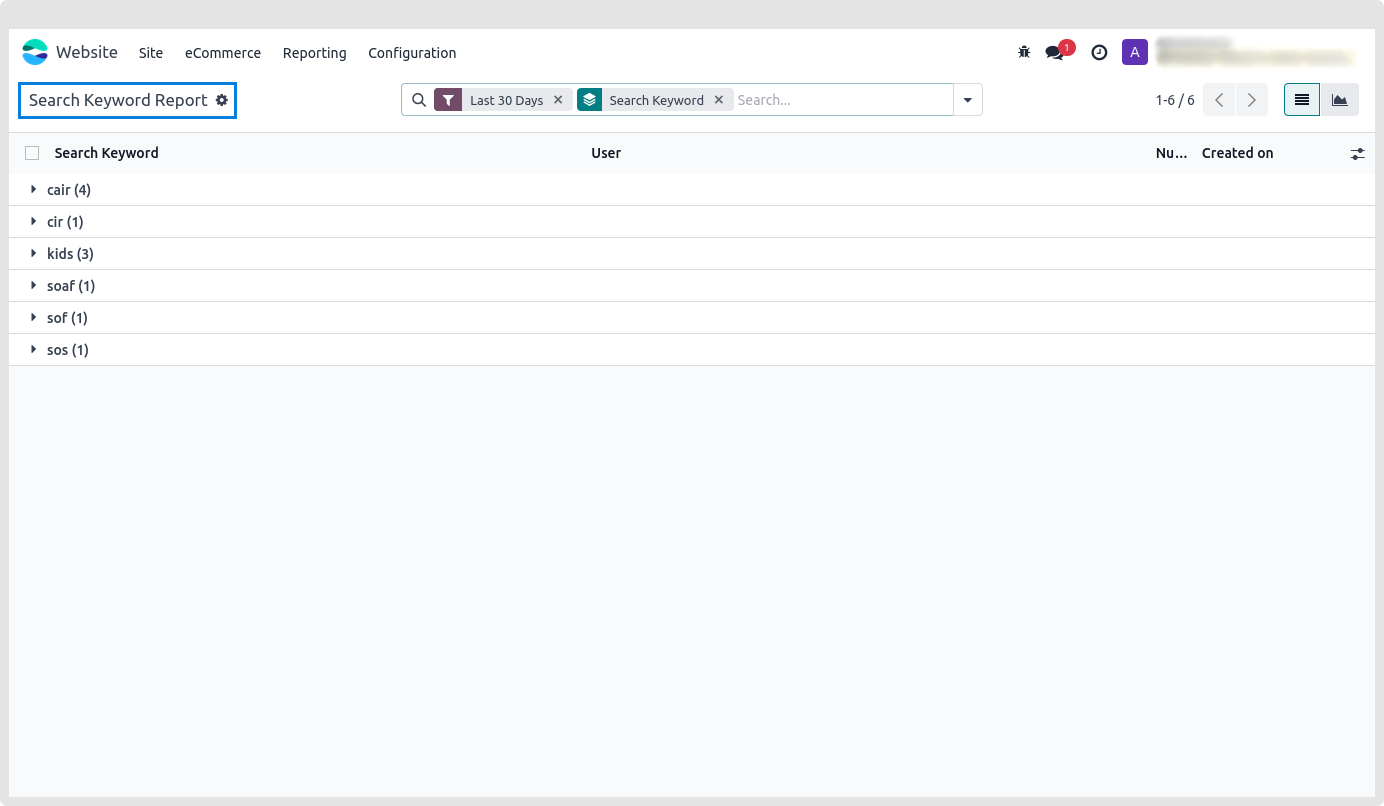 Website Site eCommerce Reporting Configuration 1 A
Search Keyword Report Last 30 Days Search Keyword Search... 1-6 / 6
Search Keyword User Nu... Created on
cair (4)
cir (1)
kids (3)
soaf (1)
sof (1)
sos (1)